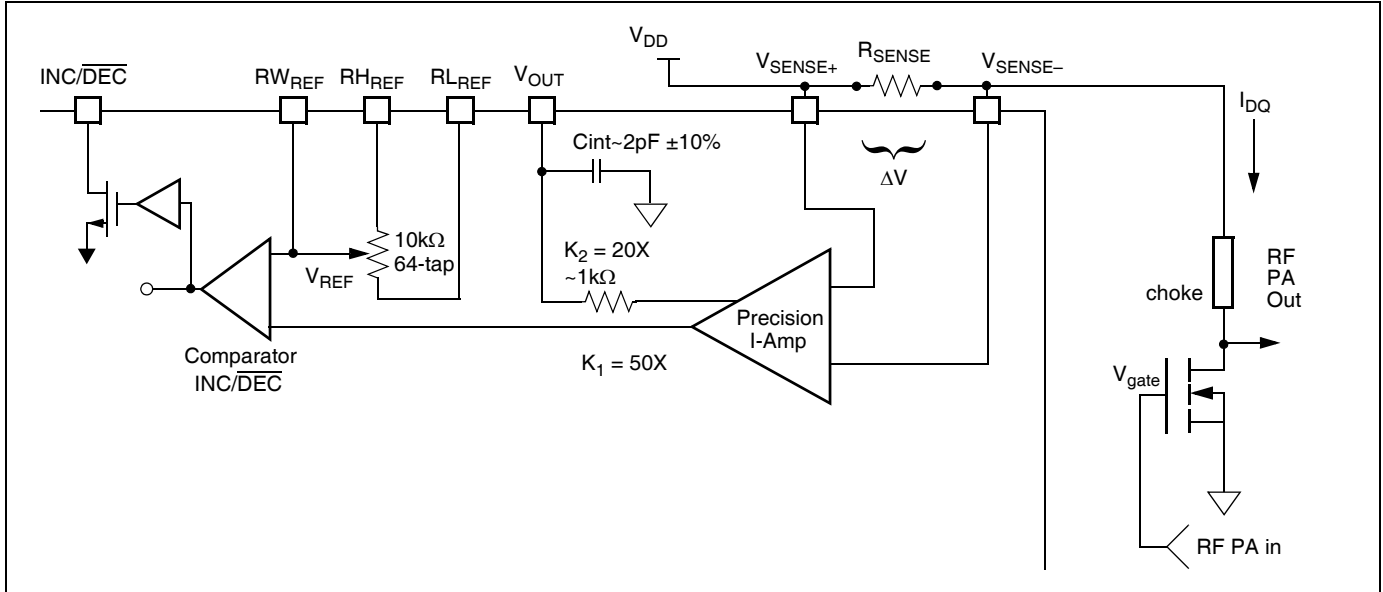 INC/DEC
RW_REF
RH_REF
RL_REF
V_OUT
V_DD
V_SENSE+
R_SENSE
V_SENSE–
I_DQ
Cint~2pF ±10%
ΔV
10kΩ
64-tap
V_REF
K_2 = 20X
~1kΩ
Precision
I-Amp
K_1 = 50X
Comparator
INC/DEC
choke
RF
PA
Out
V_gate
RF PA in